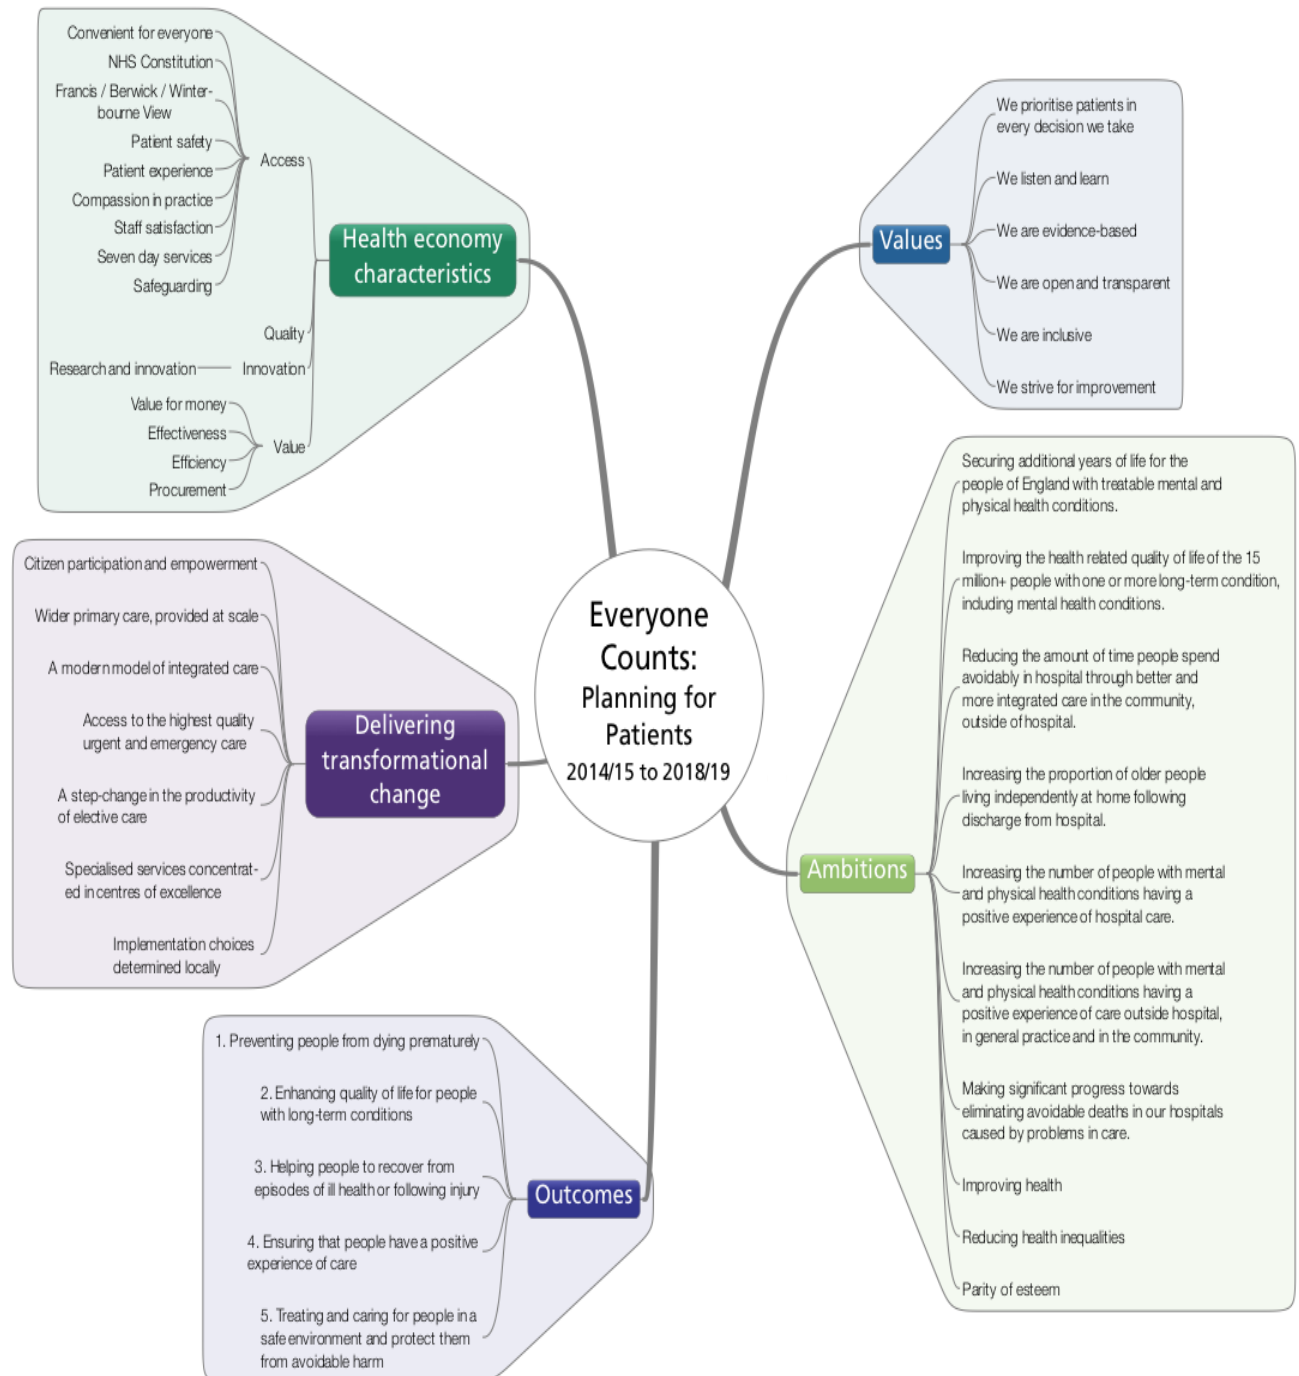 Everyone
Counts:
Planning for
Patients
2014/15 to 2018/19
Health economy
characteristics
Access
Convenient for everyone
NHS Constitution
Francis / Berwick / Winter-
bourne View
Patient safety
Patient experience
Compassion in practice
Staff satisfaction
Seven day services
Safeguarding
Quality
Innovation
Research and innovation
Value
Value for money
Effectiveness
Efficiency
Procurement
Values
We prioritise patients in
every decision we take
We listen and learn
We are evidence-based
We are open and transparent
We are inclusive
We strive for improvement
Delivering
transformational
change
Citizen participation and empowerment
Wider primary care, provided at scale
A modern model of integrated care
Access to the highest quality
urgent and emergency care
A step-change in the productivity
of elective care
Specialised services concentrat-
ed in centres of excellence
Implementation choices
determined locally
Ambitions
Securing additional years of life for the
people of England with treatable mental and
physical health conditions.
Improving the health related quality of life of the 15
million+ people with one or more long-term condition,
including mental health conditions.
Reducing the amount of time people spend
avoidably in hospital through better and
more integrated care in the community,
outside of hospital.
Increasing the proportion of older people
living independently at home following
discharge from hospital.
Increasing the number of people with mental
and physical health conditions having a
positive experience of hospital care.
Increasing the number of people with mental
and physical health conditions having a
positive experience of care outside hospital,
in general practice and in the community.
Making significant progress towards
eliminating avoidable deaths in our hospitals
caused by problems in care.
Improving health
Reducing health inequalities
Parity of esteem
Outcomes
1. Preventing people from dying prematurely
2. Enhancing quality of life for people
with long-term conditions
3. Helping people to recover from
episodes of ill health or following injury
4. Ensuring that people have a positive
experience of care
5. Treating and caring for people in a
safe environment and protect them
from avoidable harm